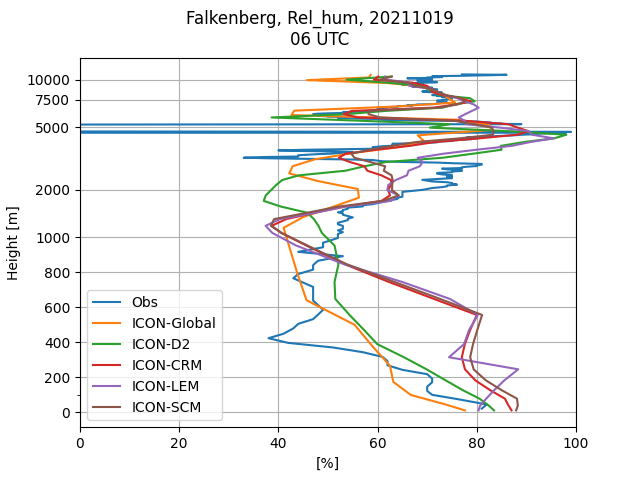 Falkenberg, Rel_hum, 20211019
06 UTC
10000
7500
5000
2000
1000
800
600
400
200
0
Height [m]
Obs
ICON-Global
ICON-D2
ICON-CRM
ICON-LEM
ICON-SCM
0 20 40 60 80 100
[%]